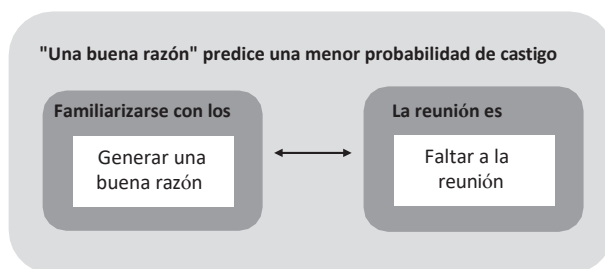 "Una buena razón" predice una menor probabilidad de castigo
Familiarizarse con los
Generar una
buena razón
La reunión es
Faltar a la
reunión